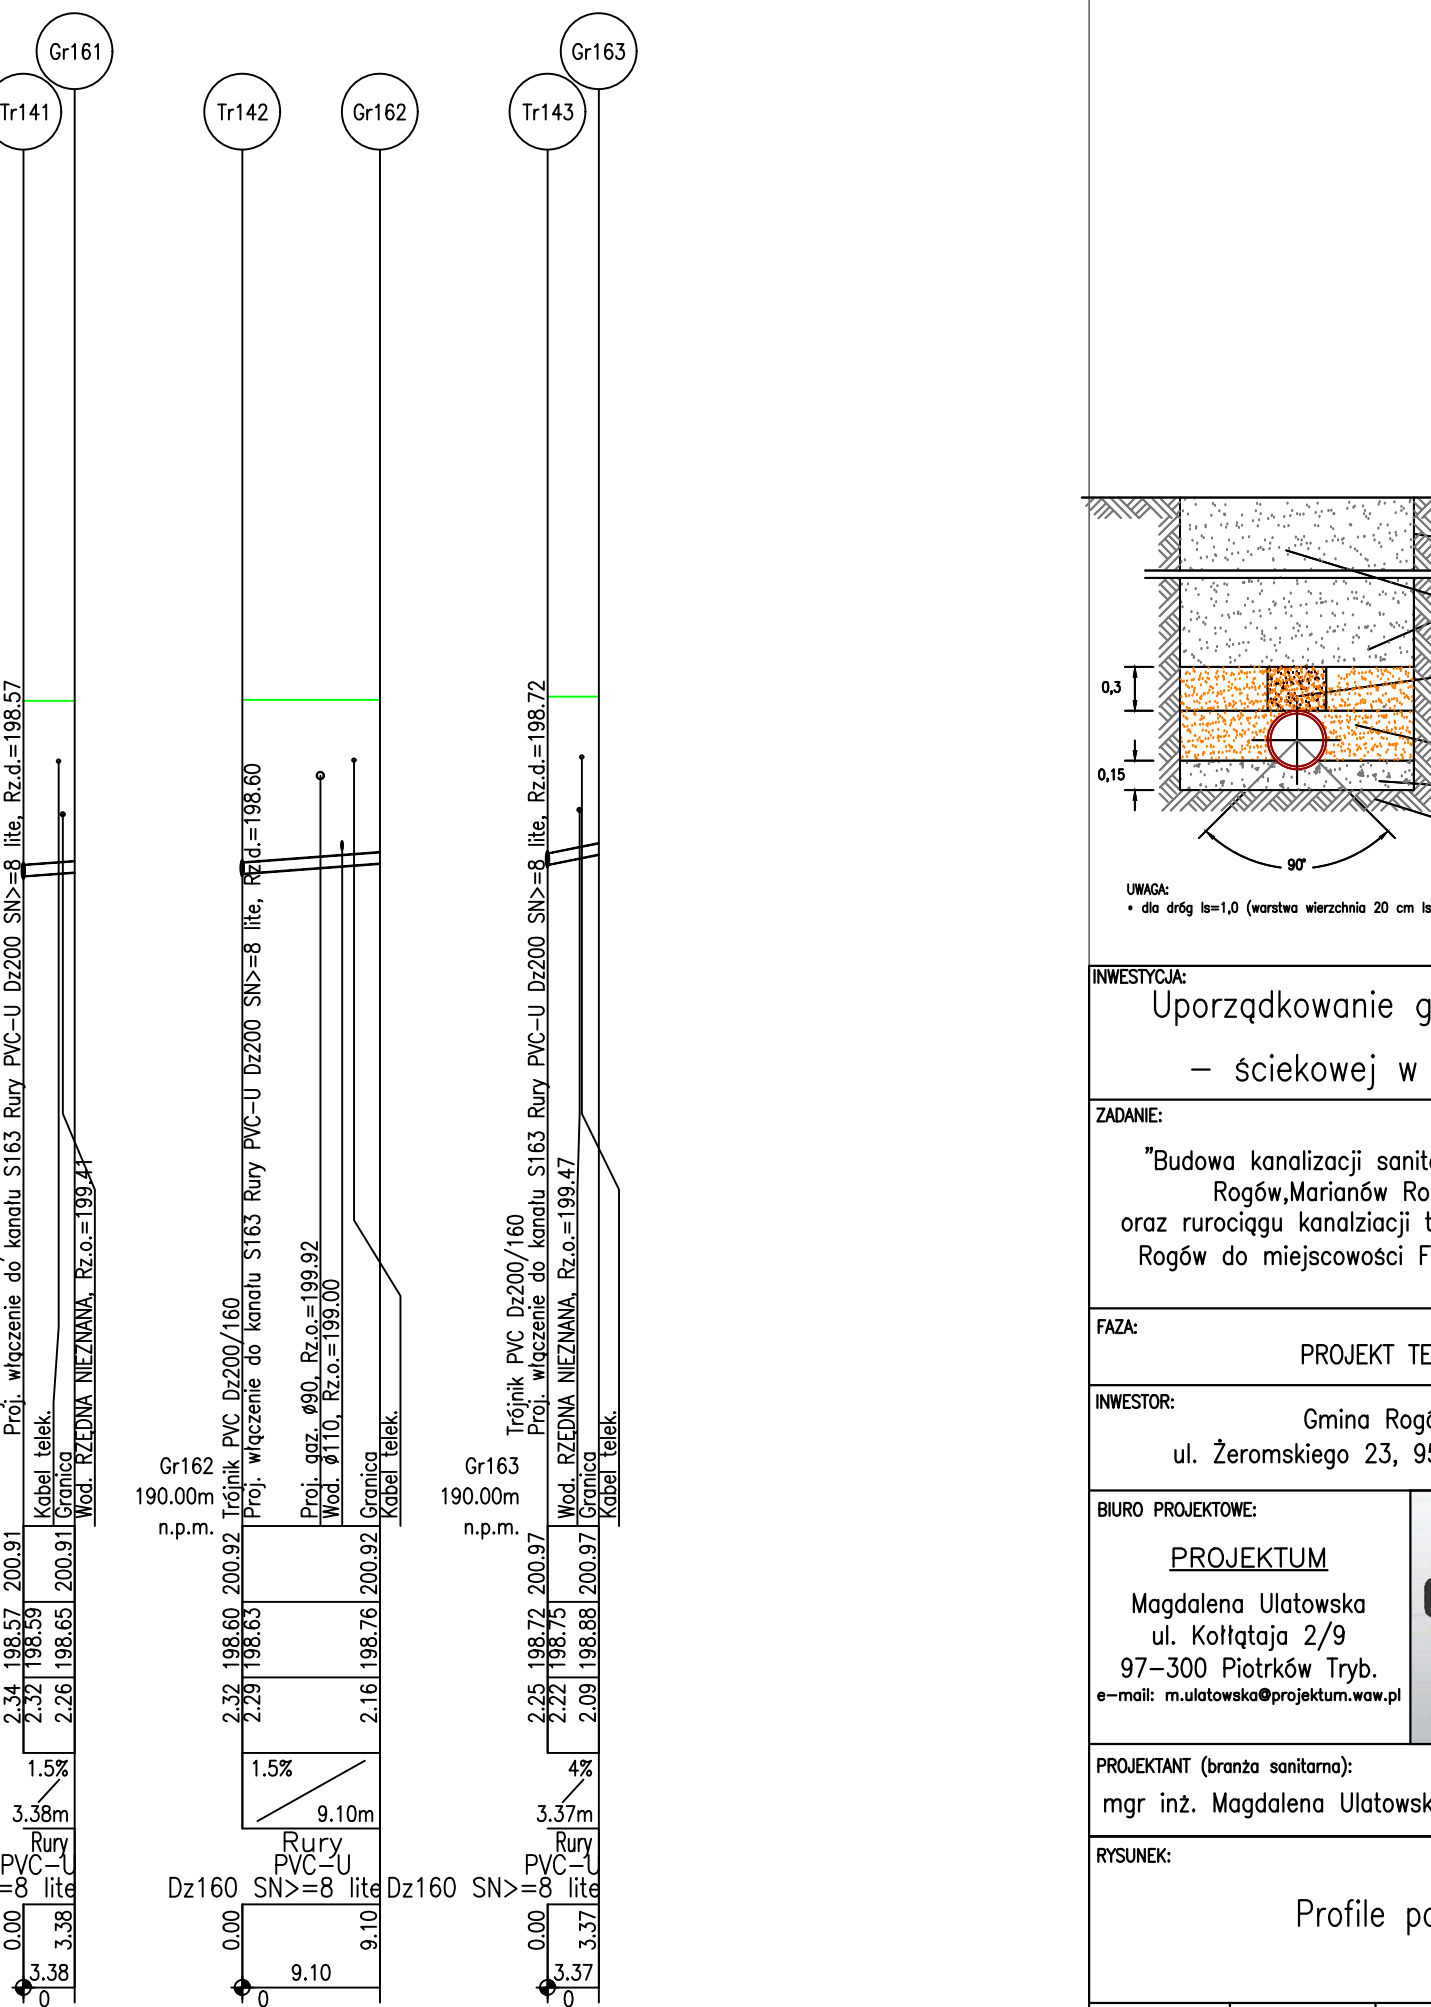 Gr161
Tr141
Proj. włączenie do kanału S163 Rury PVC-U Dz200 SN>=8 lite, Rz.d.=198.57
Kabel telek.
Granica
Wod. RZĘDNA NIEZNANA, Rz.o.=199.41
200.91
200.91
198.57
198.59
198.65
2.34
2.32
2.26
1.5%
3.38m
Rury
PVC-U
=8 lite
0.00
3.38
3.38
0
Tr142
Gr162
Gr162
190.00m
n.p.m.
Trójnik PVC Dz200/160
Proj. włączenie do kanału S163 Rury PVC-U Dz200 SN>=8 lite, Rz.d.=198.60
Proj. gaz. ø90, Rz.o.=199.92
Wod. ø110, Rz.o.=199.00
Granica
Kabel telek.
200.92
200.92
198.60
198.63
198.76
2.32
2.29
2.16
1.5%
9.10m
Rury
PVC-U
Dz160 SN>=8 lite
0.00
9.10
9.10
0
Gr163
Tr143
Gr163
190.00m
n.p.m.
Trójnik PVC Dz200/160
Proj. włączenie do kanału S163 Rury PVC-U Dz200 SN>=8 lite, Rz.d.=198.72
Wod. RZĘDNA NIEZNANA, Rz.o.=199.47
Granica
Kabel telek.
200.97
200.97
198.72
198.75
198.88
2.25
2.22
2.09
4%
3.37m
Rury
PVC-U
Dz160 SN>=8 lite
0.00
3.37
3.37
0
0,3
0,15
90°
UWAGA:
• dla dróg Is=1,0 (warstwa wierzchnia 20 cm Is
INWESTYCJA:
Uporządkowanie g
- ściekowej w
ZADANIE:
"Budowa kanalizacji sanit
Rogów,Marianów Ro
oraz rurociągu kanalziacji t
Rogów do miejscowości F
FAZA:
PROJEKT TE
INWESTOR:
Gmina Rogó
ul. Żeromskiego 23, 95
BIURO PROJEKTOWE:
PROJEKTUM
Magdalena Ulatowska
ul. Kołłątaja 2/9
97-300 Piotrków Tryb.
e-mail: m.ulatowska@projektum.waw.pl
PROJEKTANT (branża sanitarna):
mgr inż. Magdalena Ulatowsk
RYSUNEK:
Profile po